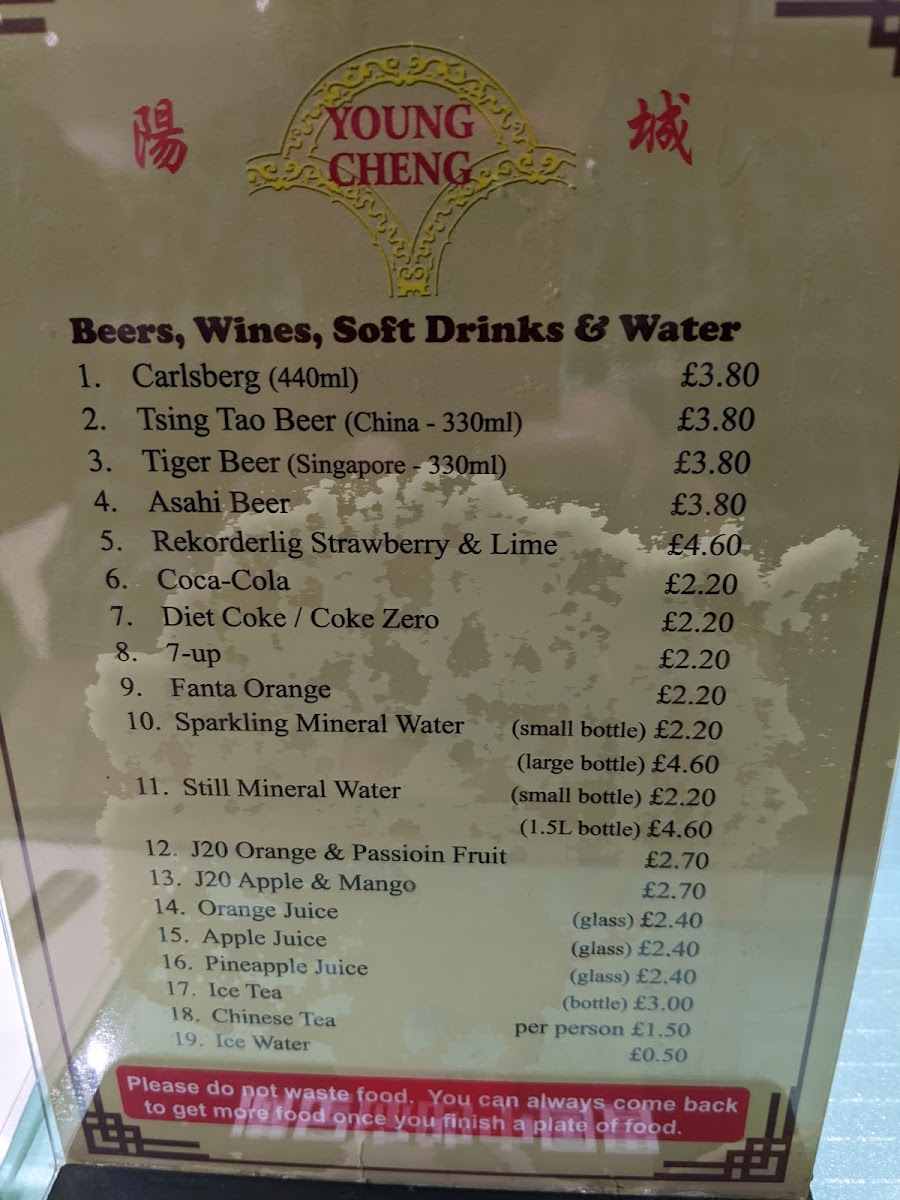 陽 城
YOUNG
CHENG
Beers, Wines, Soft Drinks & Water
1. Carlsberg (440ml) £3.80
2. Tsing Tao Beer (China - 330ml) £3.80
3. Tiger Beer (Singapore - 330ml) £3.80
4. Asahi Beer £3.80
5. Rekorderlig Strawberry & Lime £4.60
6. Coca-Cola £2.20
7. Diet Coke / Coke Zero £2.20
8. 7-up £2.20
9. Fanta Orange £2.20
10. Sparkling Mineral Water (small bottle) £2.20
(large bottle) £4.60
11. Still Mineral Water (small bottle) £2.20
(1.5L bottle) £4.60
12. J20 Orange & Passioin Fruit £2.70
13. J20 Apple & Mango £2.70
14. Orange Juice (glass) £2.40
15. Apple Juice (glass) £2.40
16. Pineapple Juice (glass) £2.40
17. Ice Tea (bottle) £3.00
18. Chinese Tea per person £1.50
19. Ice Water £0.50
Please do not waste food. You can always come back
to get more food once you finish a plate of food.